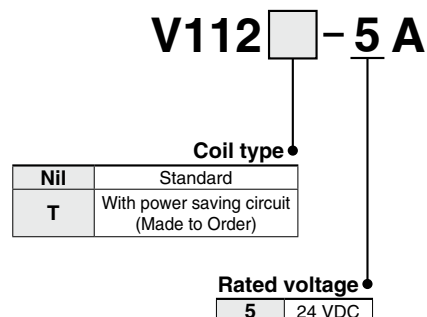 V112 - 5 A
Coil type
Nil Standard
T With power saving circuit
(Made to Order)
Rated voltage
5 24 VDC